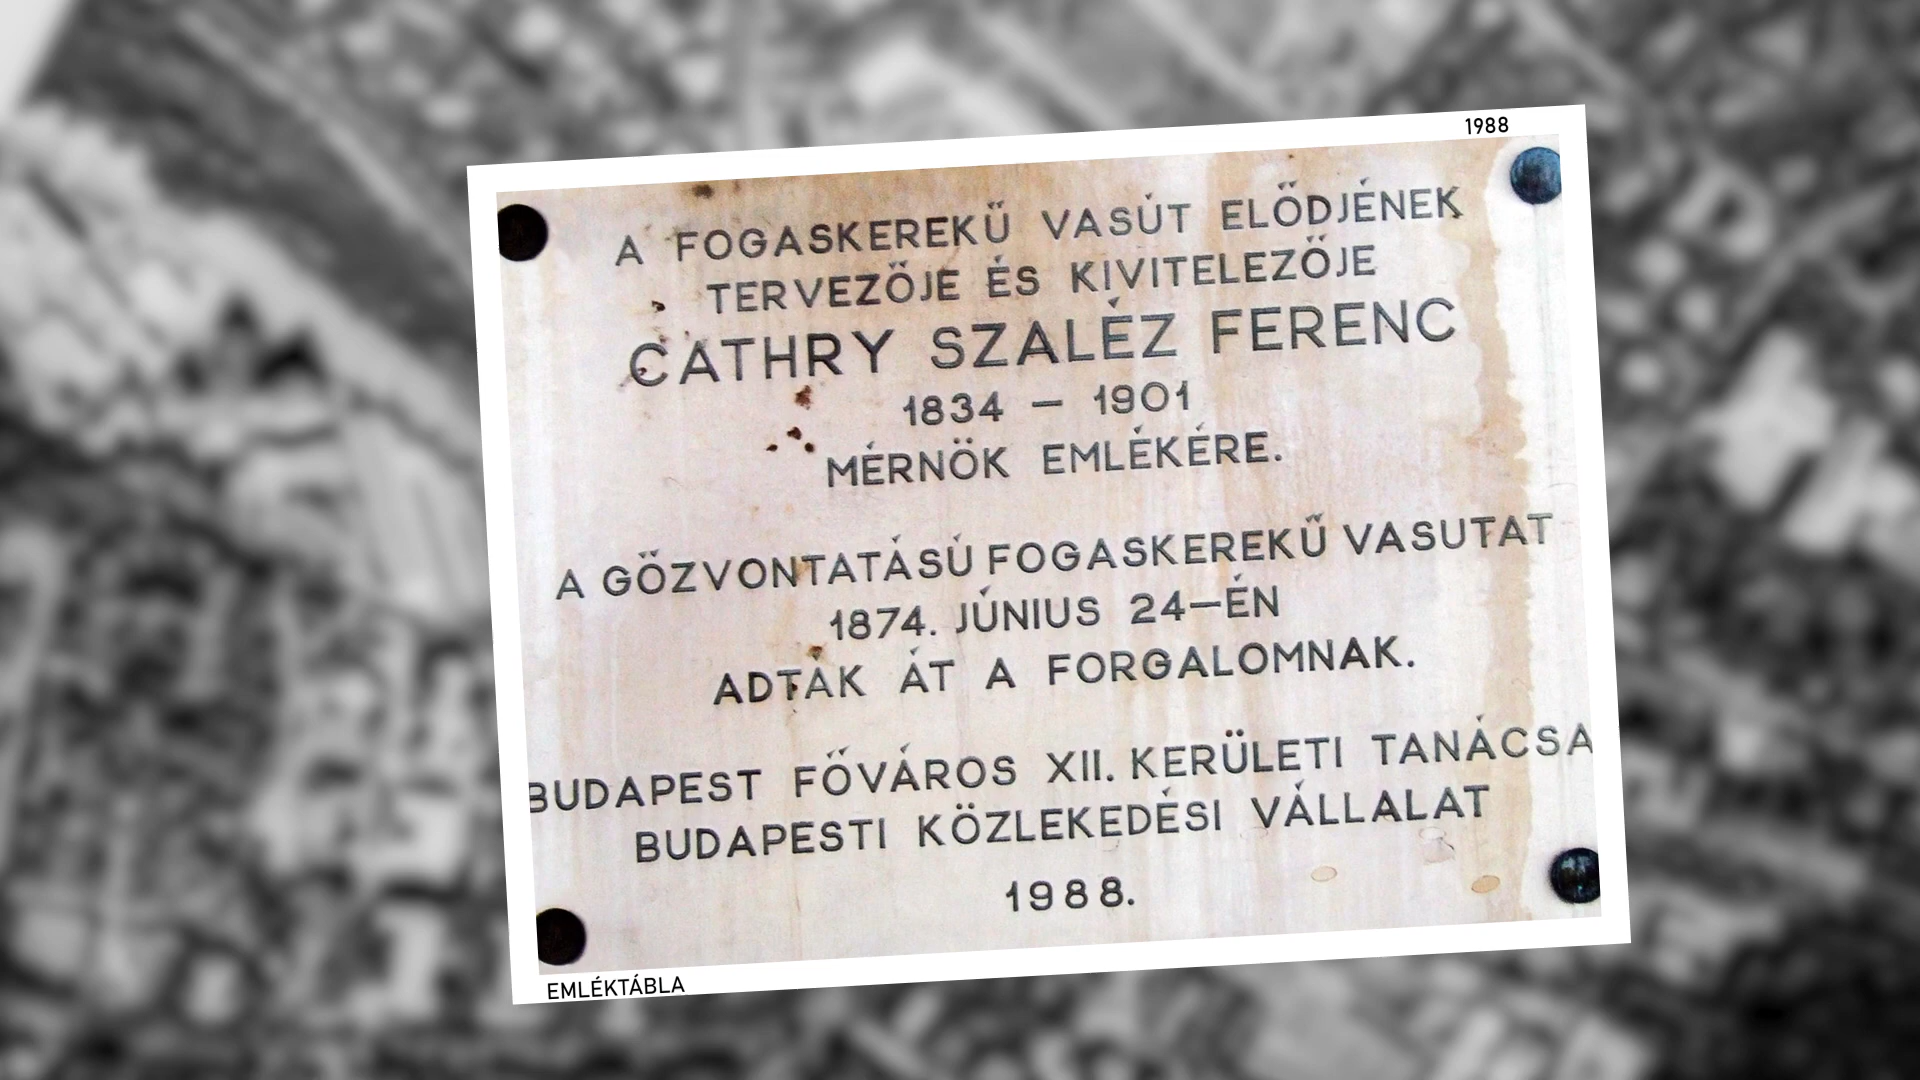 1988
A FOGASKEREKŰ VASÚT ELŐDJÉNEK
TERVEZŐJE ÉS KIVITELEZŐJE
CATHRY SZALÉZ FERENC
1834 – 1901
MÉRNÖK EMLÉKÉRE.
A GŐZVONTATÁSÚ FOGASKEREKŰ VASUTAT
1874. JÚNIUS 24–ÉN
ADTÁK ÁT A FORGALOMNAK.
BUDAPEST FŐVÁROS XII. KERÜLETI TANÁCSA
BUDAPESTI KÖZLEKEDÉSI VÁLLALAT
1988.
EMLÉKTÁBLA